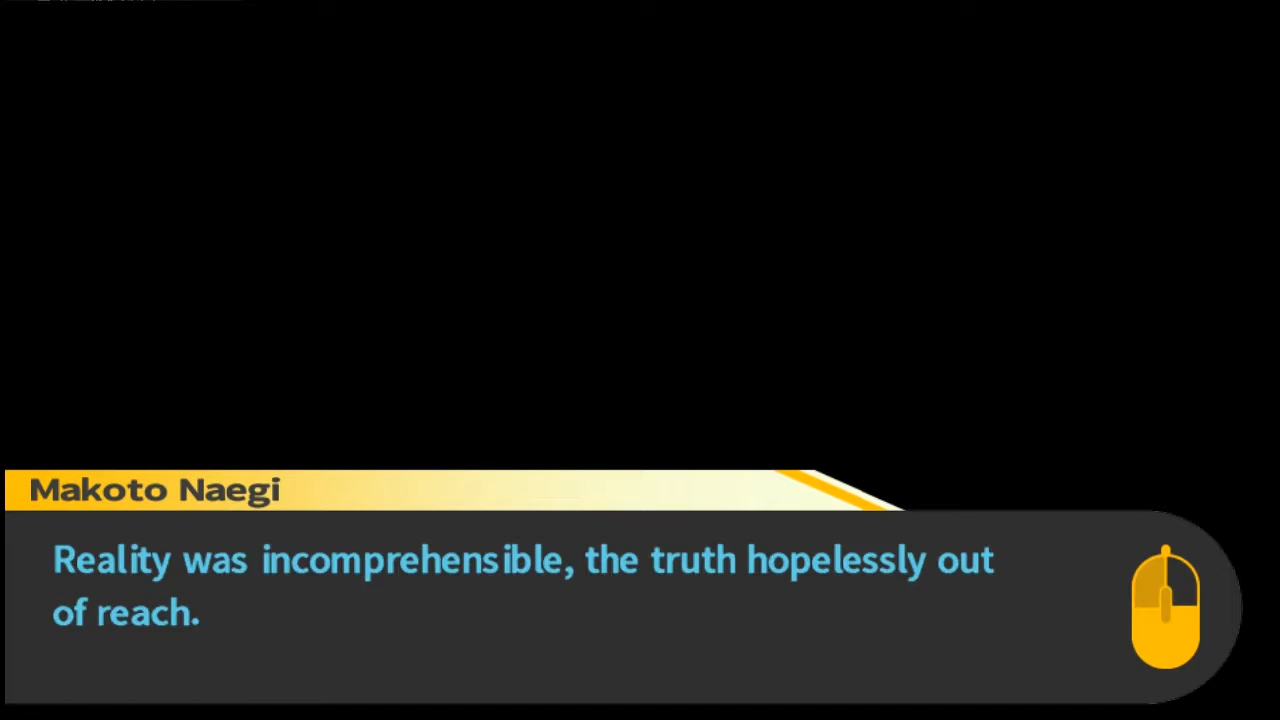 Makoto Naegi
Reality was incomprehensible, the truth hopelessly out
of reach.